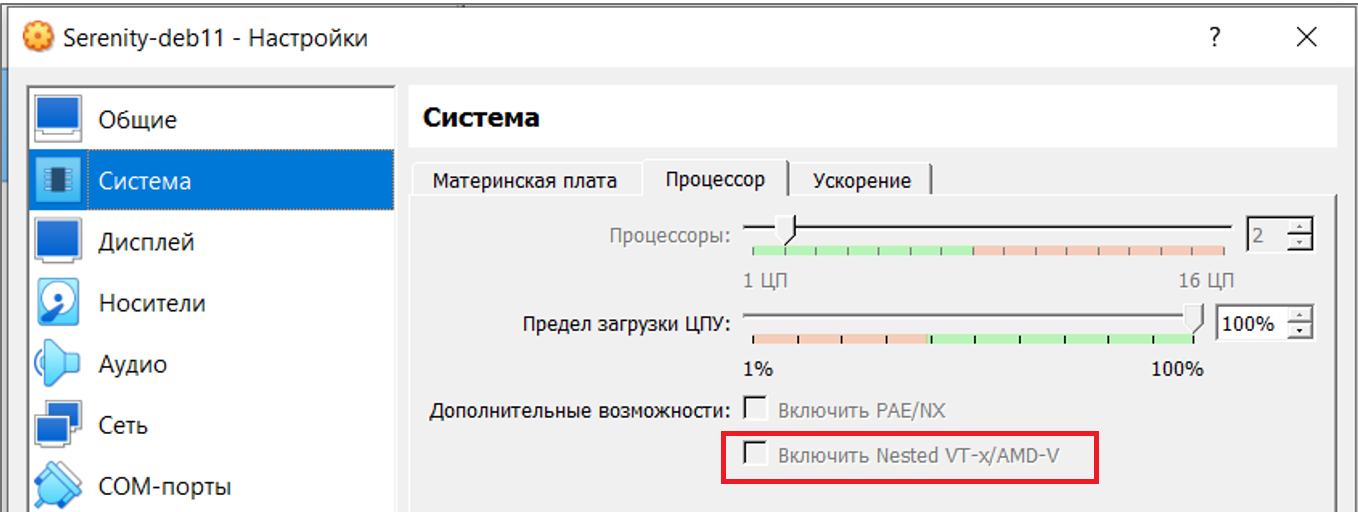 Serenity-deb11 - Настройки
?
Общие
Система
Дисплей
Носители
Аудио
Сеть
COM-порты
Система
Материнская плата Процессор Ускорение
Процессоры: 2
1 ЦП 16 ЦП
Предел загрузки ЦПУ: 100%
1% 100%
Дополнительные возможности: Включить PAE/NX
Включить Nested VT-x/AMD-V